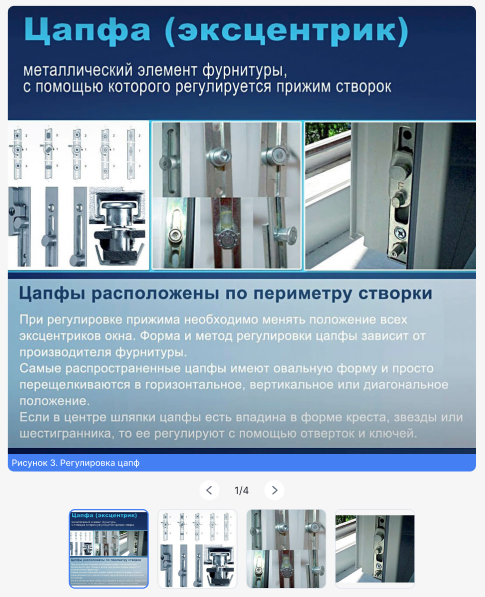 Цапфа (эксцентрик)
металлический элемент фурнитуры,
с помощью которого регулируется прижим створок
Цапфы расположены по периметру створки
При регулировке прижима необходимо менять положение всех
эксцентриков окна. Форма и метод регулировки цапфы зависит от
производителя фурнитуры.
Самые распространенные цапфы имеют овальную форму и просто
перещелкиваются в горизонтальное, вертикальное или диагональное
положение.
Если в центре шляпки цапфы есть впадина в форме креста, звезды или
шестигранника, то ее регулируют с помощью отверток и ключей.
Рисунок 3. Регулировка цапф
1/4
Цапфа (эксцентрик)